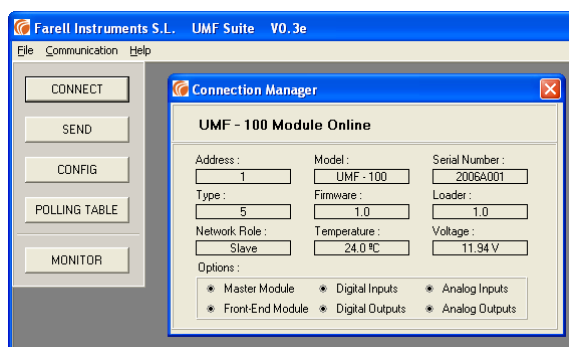 Farell Instruments S.L. UMF Suite V0.3e
File Communication Help
CONNECT
SEND
CONFIG
POLLING TABLE
MONITOR
Connection Manager
UMF - 100 Module Online
Address : Model : Serial Number :
1 UMF - 100 2006A001
Type : Firmware : Loader :
5 1.0 1.0
Network Role : Temperature : Voltage :
Slave 24.0 ºC 11.94 V
Options :
Master Module Digital Inputs Analog Inputs
Front-End Module Digital Outputs Analog Outputs